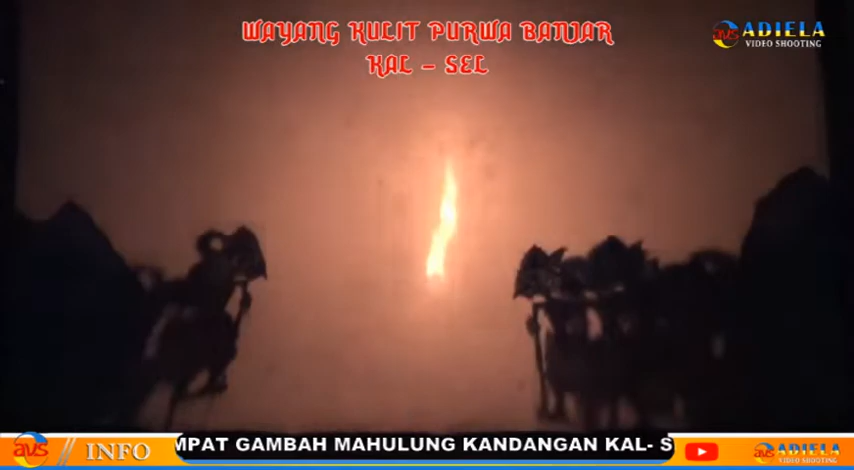 WAYANG KULIT PURWA BANJAR
KAL - SEL
avs ADIELA
VIDEO SHOOTING
avs INFO
MPAT GAMBAH MAHULUNG KANDANGAN KAL- S
ADIELA
VIDEO SHOOTING